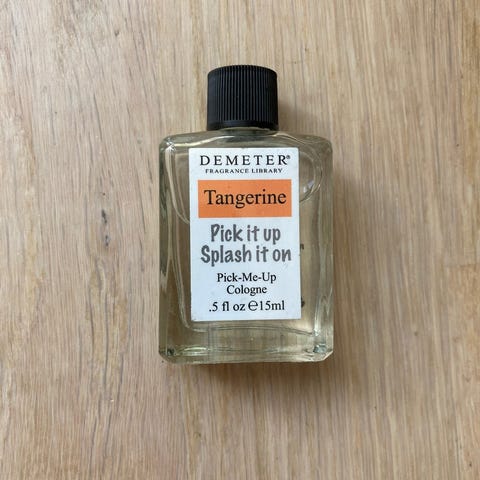 DEMETER®
FRAGRANCE LIBRARY
Tangerine
Pick it up
Splash it on
Pick-Me-Up
Cologne
.5 fl oz ℮15ml